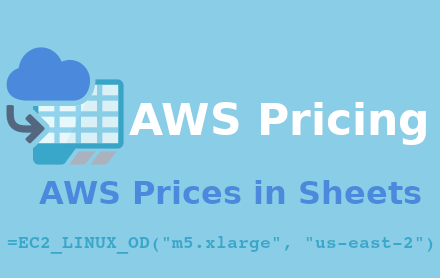 AWS Pricing
AWS Prices in Sheets
=EC2_LINUX_OD("m5.xlarge", "us-east-2")